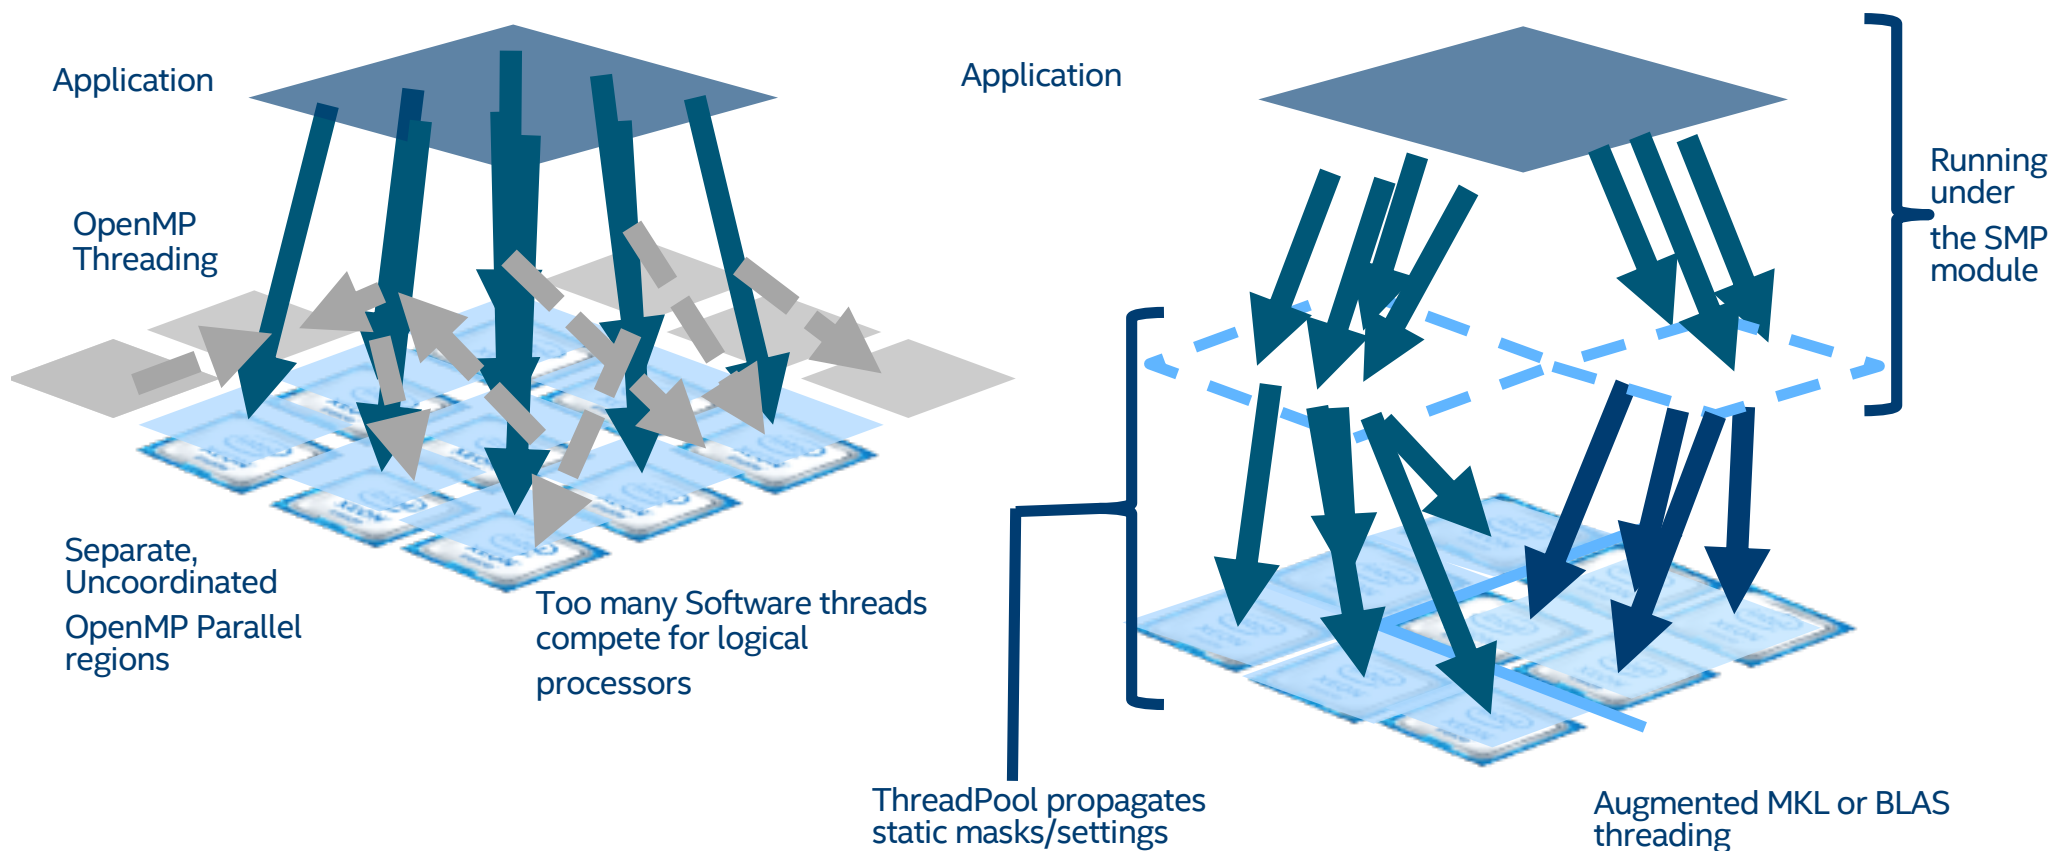 Application
OpenMP
Threading
Separate,
Uncoordinated
OpenMP Parallel
regions
Too many Software threads
compete for logical
processors
Application
Running
under
the SMP
module
ThreadPool propagates
static masks/settings
Augmented MKL or BLAS
threading